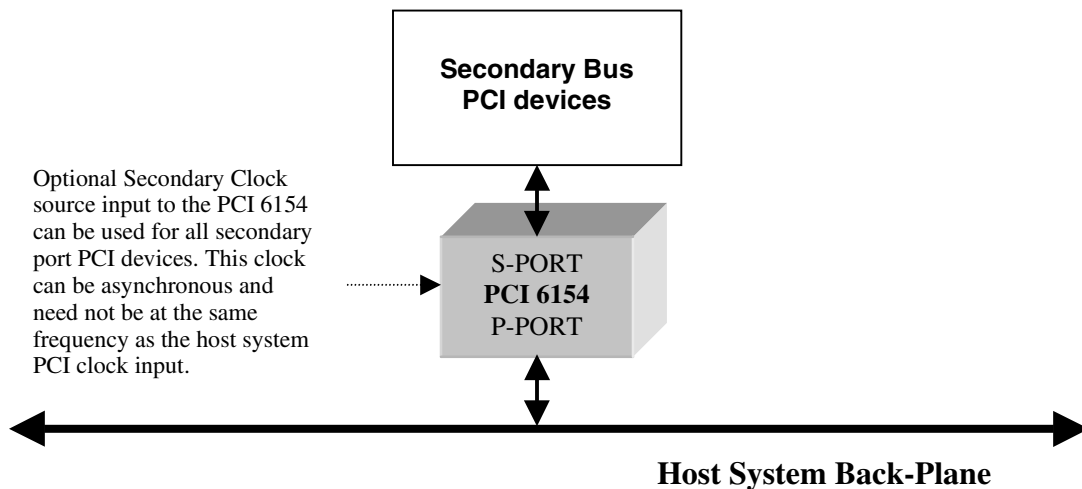 Secondary Bus
PCI devices
Optional Secondary Clock
source input to the PCI 6154
can be used for all secondary
port PCI devices. This clock
can be asynchronous and
need not be at the same
frequency as the host system
PCI clock input.
S-PORT
PCI 6154
P-PORT
Host System Back-Plane